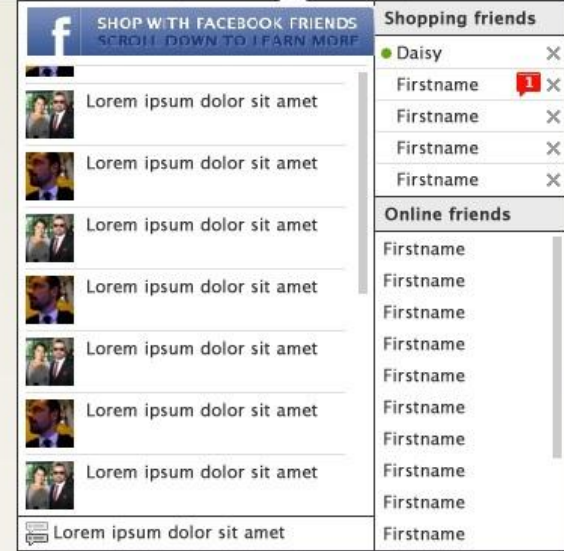 f
SHOP WITH FACEBOOK FRIENDS
SCROLL DOWN TO LEARN MORE
Lorem ipsum dolor sit amet
Lorem ipsum dolor sit amet
Lorem ipsum dolor sit amet
Lorem ipsum dolor sit amet
Lorem ipsum dolor sit amet
Lorem ipsum dolor sit amet
Lorem ipsum dolor sit amet
Lorem ipsum dolor sit amet
Shopping friends
Daisy
Firstname 1
Firstname
Firstname
Firstname
Online friends
Firstname
Firstname
Firstname
Firstname
Firstname
Firstname
Firstname
Firstname
Firstname
Firstname